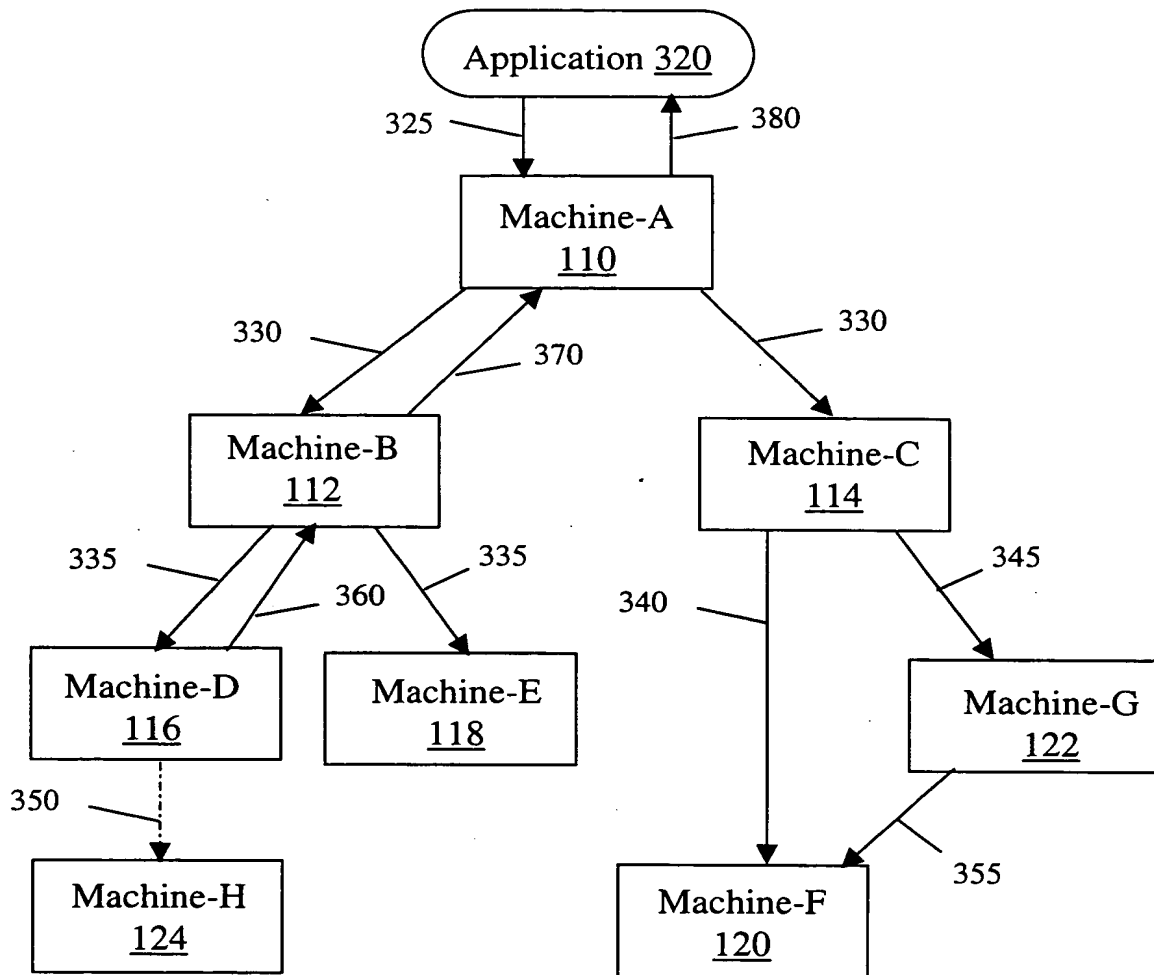 Application 320
325
380
Machine-A
110
330
370
330
Machine-B
112
Machine-C
114
335
360
335
340
345
Machine-D
116
Machine-E
118
Machine-G
122
350
355
Machine-H
124
Machine-F
120